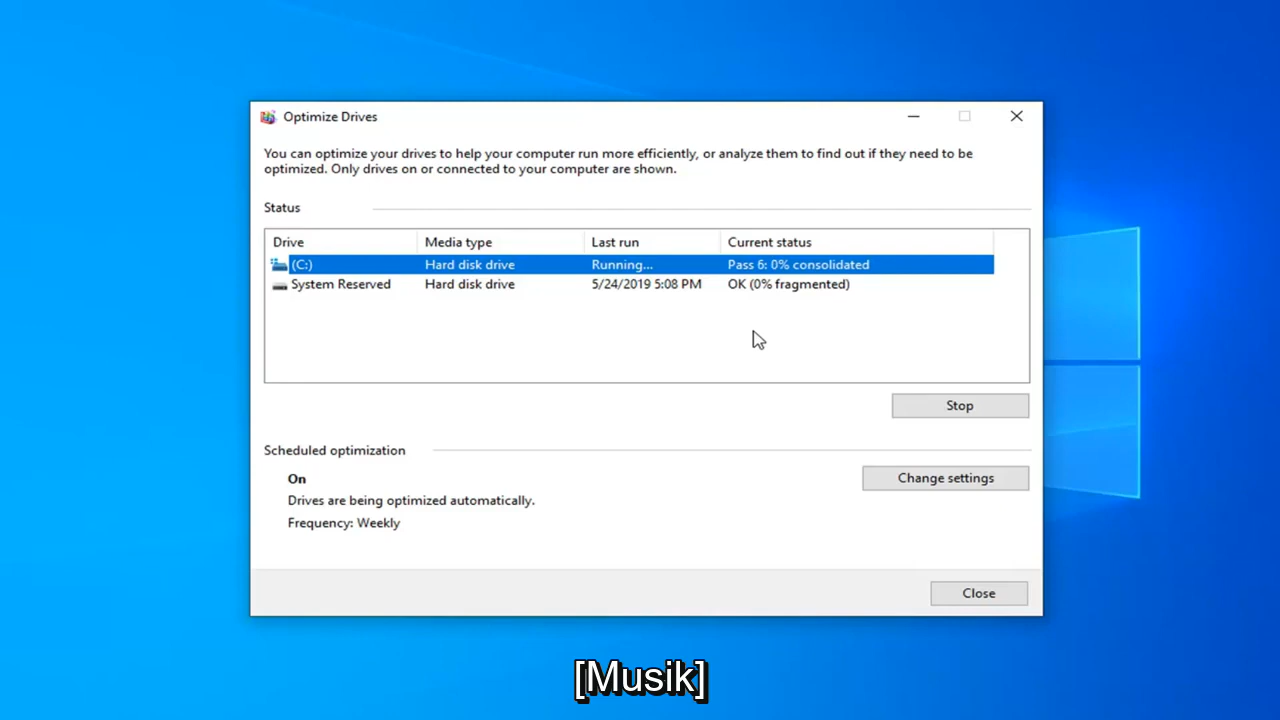 Optimize Drives
You can optimize your drives to help your computer run more efficiently, or analyze them to find out if they need to be
optimized. Only drives on or connected to your computer are shown.
Status
Drive Media type Last run Current status
(C:) Hard disk drive Running... Pass 6: 0% consolidated
System Reserved Hard disk drive 5/24/2019 5:08 PM OK (0% fragmented)
Stop
Scheduled optimization
On
Change settings
Drives are being optimized automatically.
Frequency: Weekly
Close
[Musik]